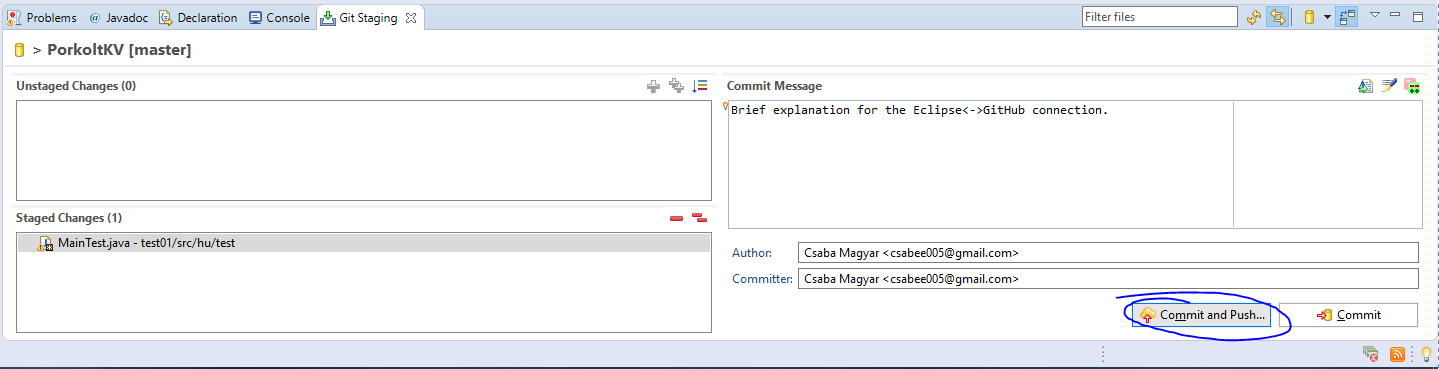 Problems @ Javadoc Declaration Console Git Staging
Filter files
> PorkoltKV [master]
Unstaged Changes (0)
Commit Message
Brief explanation for the Eclipse<->GitHub connection.
Staged Changes (1)
MainTest.java - test01/src/hu/test
Author: Csaba Magyar <csabee005@gmail.com>
Committer: Csaba Magyar <csabee005@gmail.com>
Commit and Push... Commit